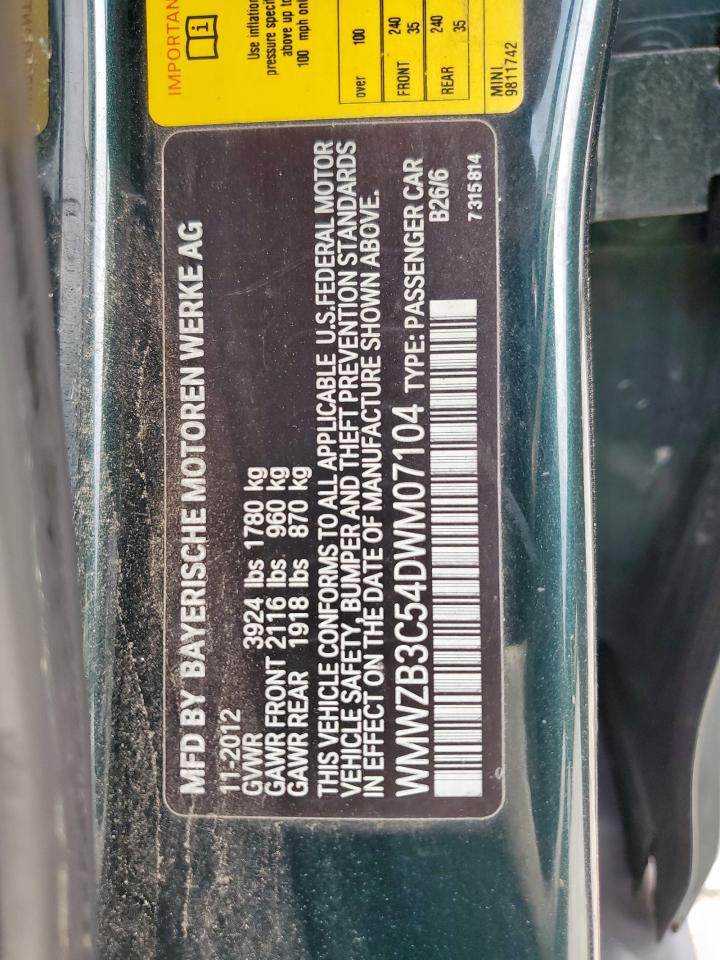 IMPORTAN
Use inflation
pressure speci
above up to
100 mph onl
over 100
FRONT 240 35
REAR 240 35
MINI
9811742
MFD BY BAYERISCHE MOTOREN WERKE AG
11-2012
GVWR 3924 lbs 1780 kg
GAWR FRONT 2116 lbs 960 kg
GAWR REAR 1918 lbs 870 kg
THIS VEHICLE CONFORMS TO ALL APPLICABLE U.S.FEDERAL MOTOR
VEHICLE SAFETY, BUMPER AND THEFT PREVENTION STANDARDS
IN EFFECT ON THE DATE OF MANUFACTURE SHOWN ABOVE.
WMWZB3C54DWM07104 TYPE: PASSENGER CAR
B26/6
7 315 814